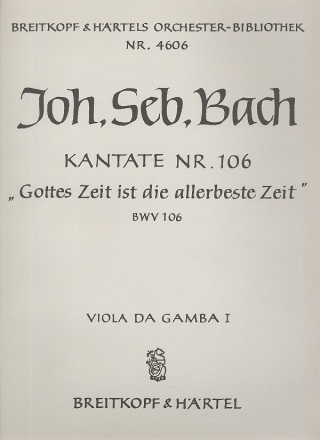 BREITKOPF & HÄRTELS ORCHESTER-BIBLIOTHEK
NR. 4606
Joh. Seb. Bach
KANTATE NR. 106
„Gottes Zeit ist die allerbeste Zeit”
BWV 106
VIOLA DA GAMBA I
BREITKOPF & HÄRTEL